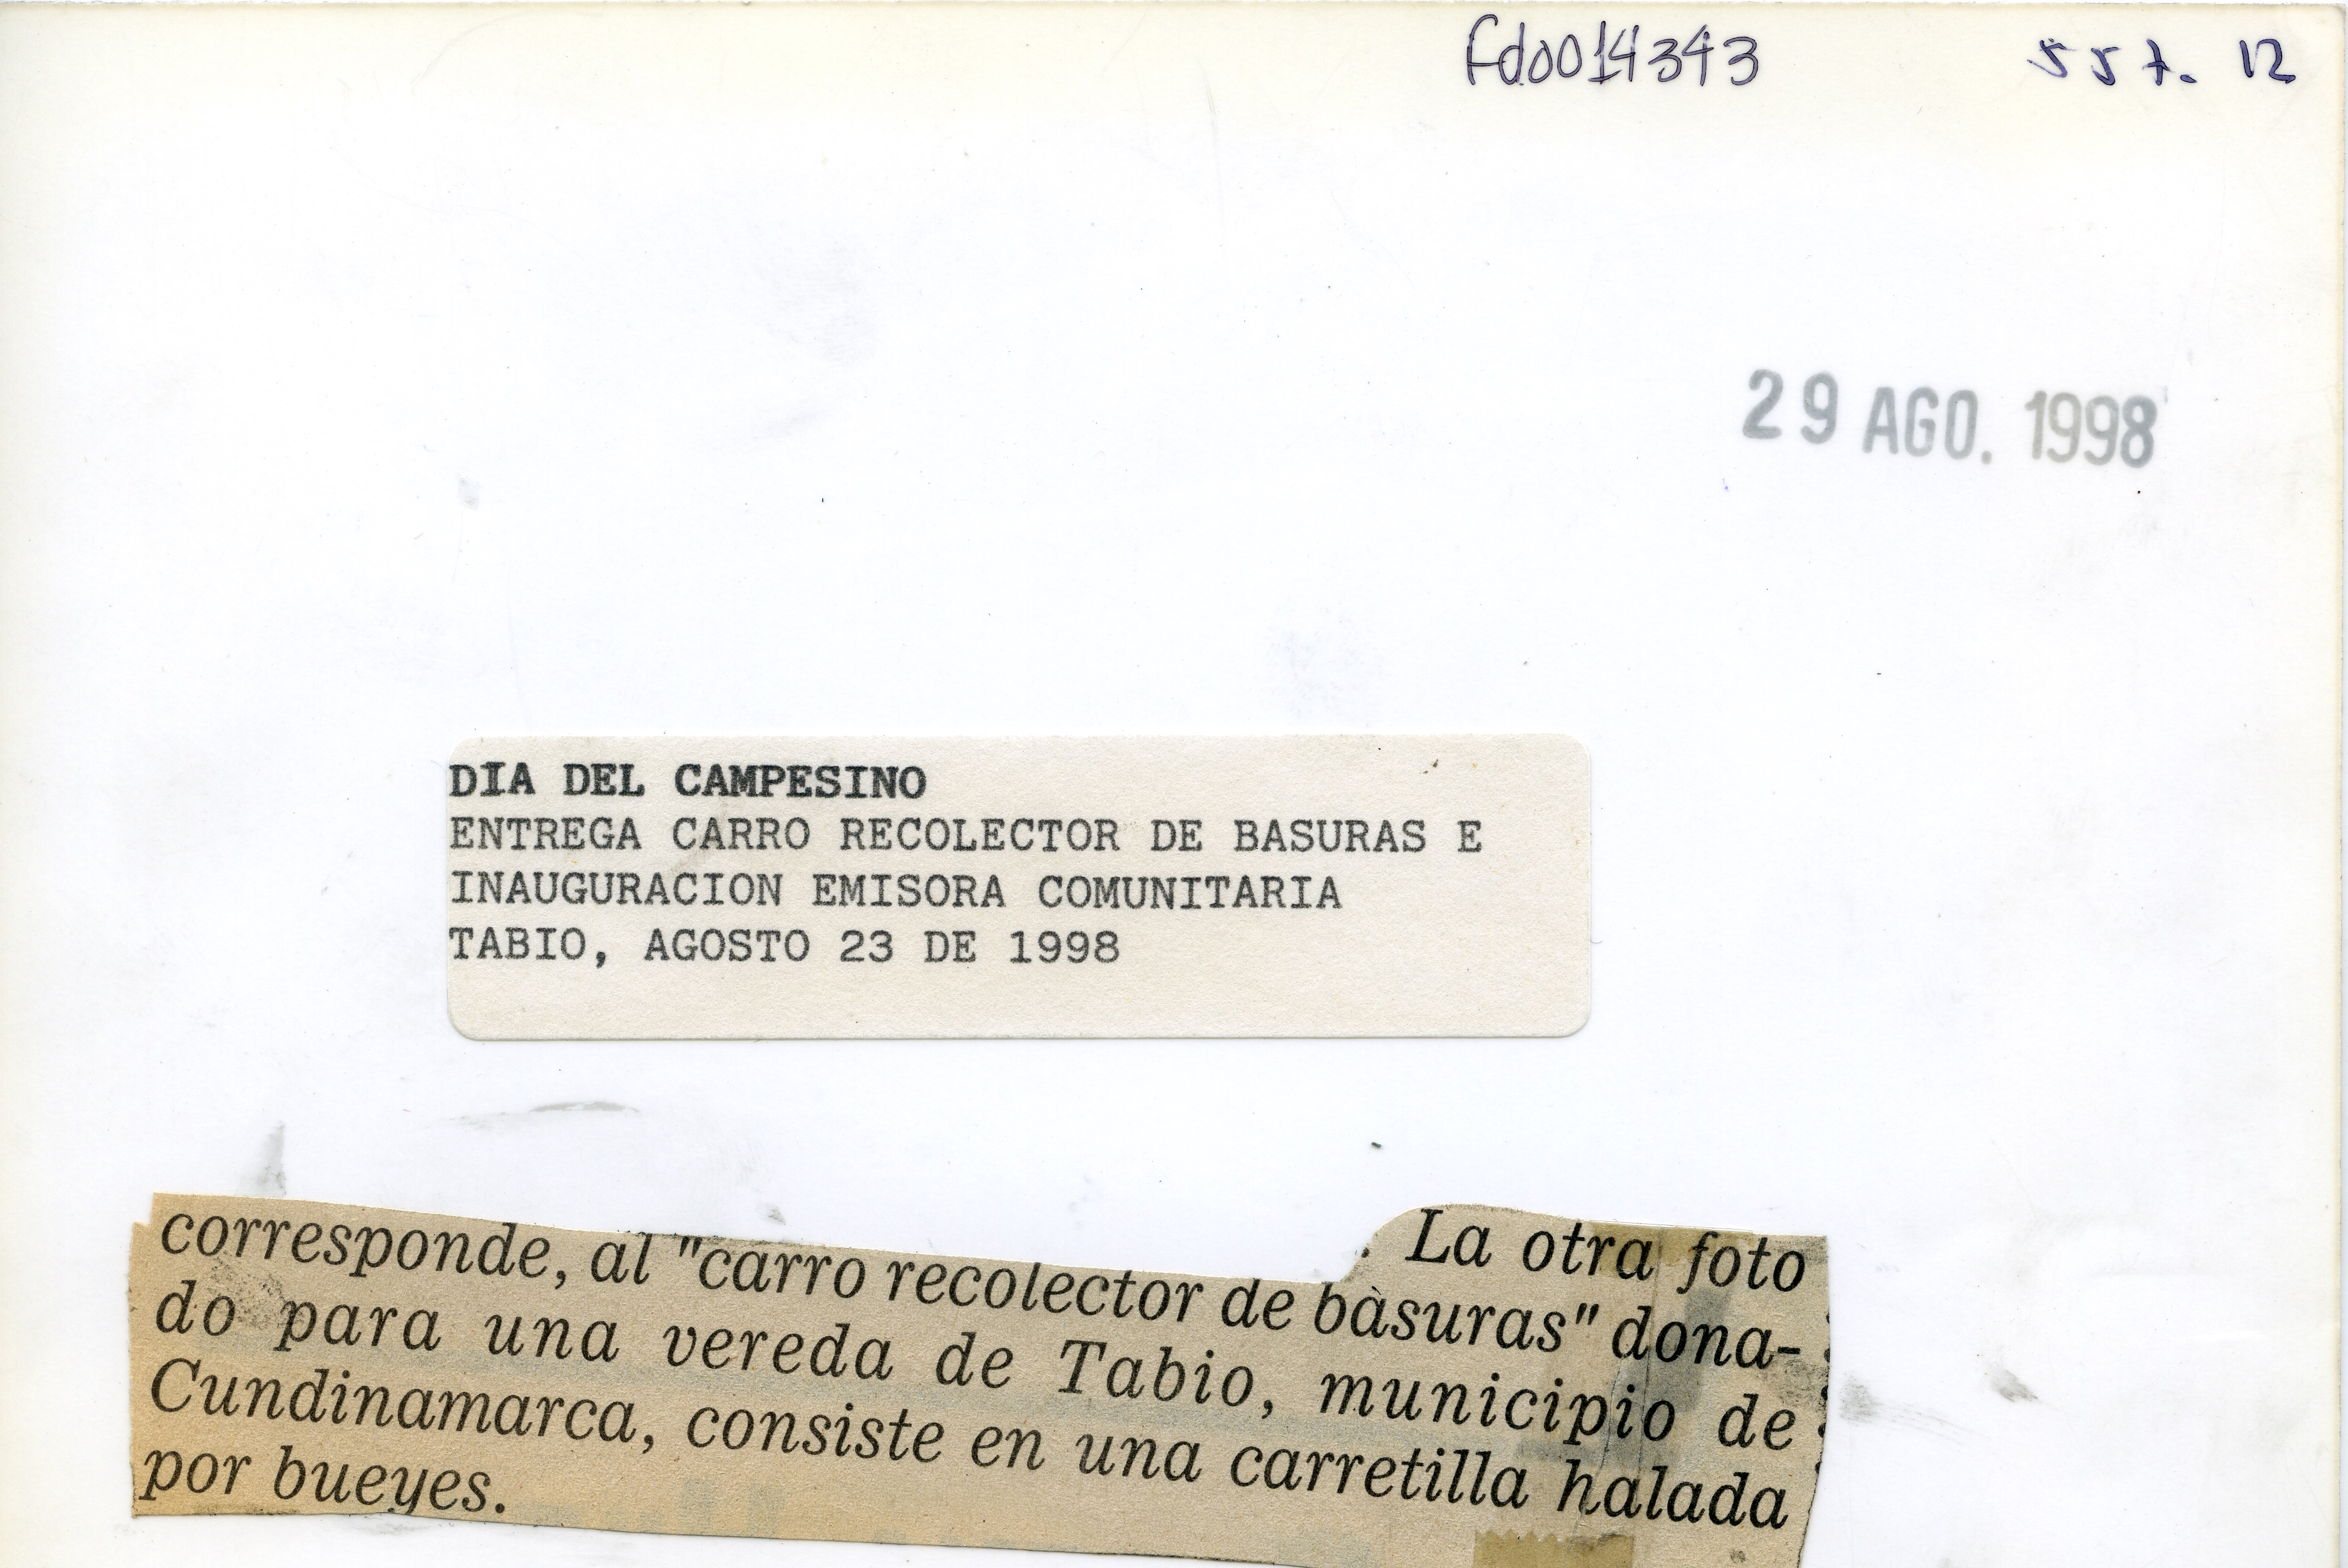 fd0014343 55 t. 12
29 AGO. 1998
DIA DEL CAMPESINO
ENTREGA CARRO RECOLECTOR DE BASURAS E
INAUGURACION EMISORA COMUNITARIA
TABIO, AGOSTO 23 DE 1998
. La otra foto
corresponde, al "carro recolector de basuras" dona-
do para una vereda de Tabio, municipio de
Cundinamarca, consiste en una carretilla halada
por bueyes.